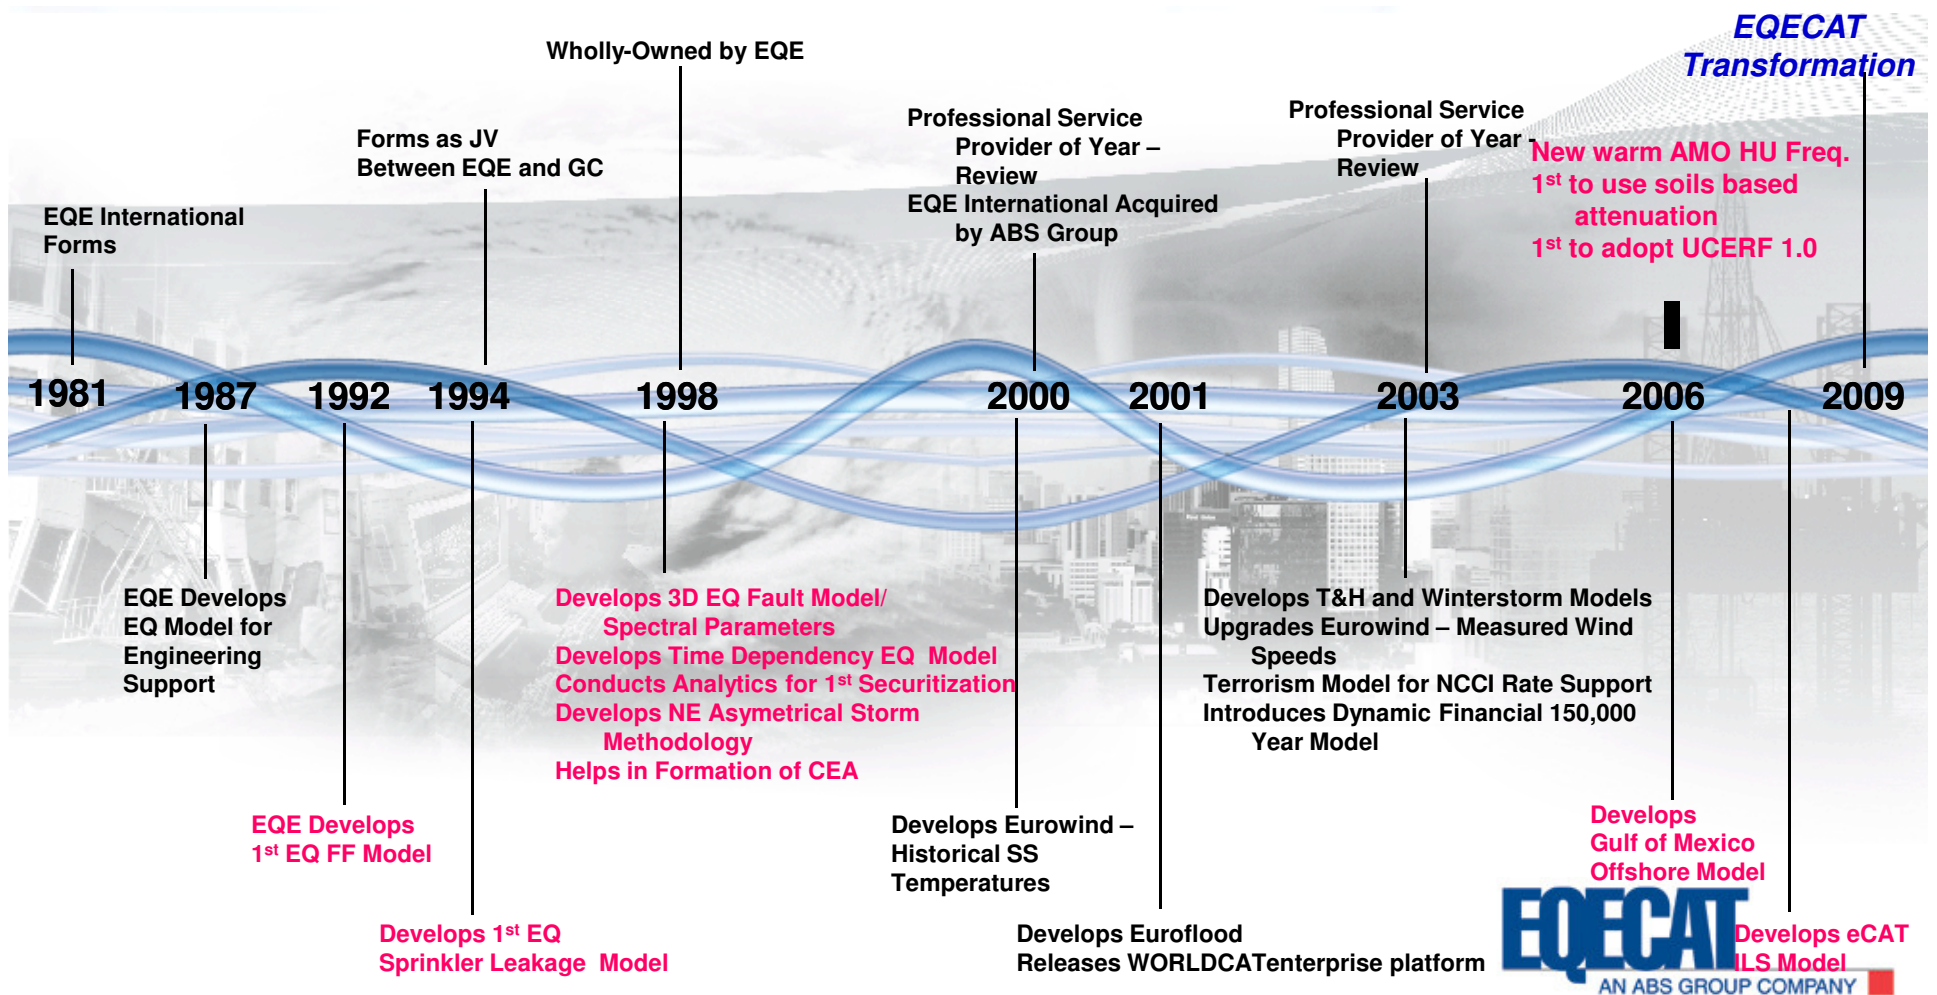 EQECAT
Transformation
Wholly-Owned by EQE
Forms as JV
Between EQE and GC
Professional Service
Provider of Year –
Review
EQE International Acquired
by ABS Group
Professional Service
Provider of Year -
Review
New warm AMO HU Freq.
1st to use soils based
attenuation
1st to adopt UCERF 1.0
EQE International
Forms
1981
1987
1992
1994
1998
2000
2001
2003
2006
2009
EQE Develops
EQ Model for
Engineering
Support
Develops 3D EQ Fault Model/
Spectral Parameters
Develops Time Dependency EQ Model
Conducts Analytics for 1st Securitization
Develops NE Asymetrical Storm
Methodology
Helps in Formation of CEA
Develops T&H and Winterstorm Models
Upgrades Eurowind – Measured Wind
Speeds
Terrorism Model for NCCI Rate Support
Introduces Dynamic Financial 150,000
Year Model
EQE Develops
1st EQ FF Model
Develops Eurowind –
Historical SS
Temperatures
Develops
Gulf of Mexico
Offshore Model
Develops 1st EQ
Sprinkler Leakage Model
Develops Euroflood
Releases WORLDCATenterprise platform
Develops eCAT
ILS Model
EQECAT
AN ABS GROUP COMPANY